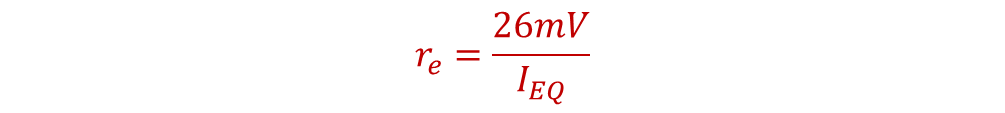 r_e = 26mV / I_EQ